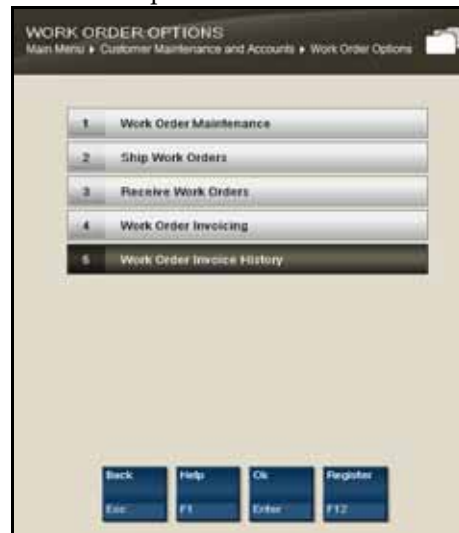 WORK ORDER OPTIONS
Main Menu ▸ Customer Maintenance and Accounts ▸ Work Order Options
1 Work Order Maintenance
2 Ship Work Orders
3 Receive Work Orders
4 Work Order Invoicing
5 Work Order Invoice History
Back Help Ok Register
Esc F1 Enter F12